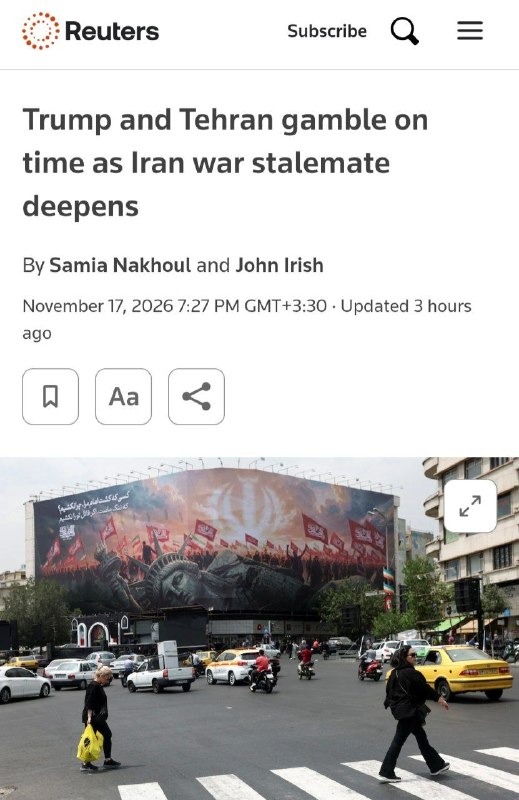 Reuters
Subscribe
Trump and Tehran gamble on
time as Iran war stalemate
deepens
By Samia Nakhoul and John Irish
November 17, 2026 7:27 PM GMT+3:30 · Updated 3 hours
ago
Aa